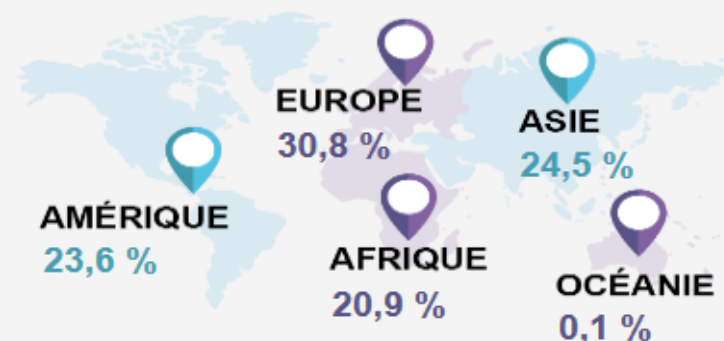 EUROPE
30,8 %
ASIE
24,5 %
AMÉRIQUE
23,6 %
AFRIQUE
20,9 %
OCÉANIE
0,1 %